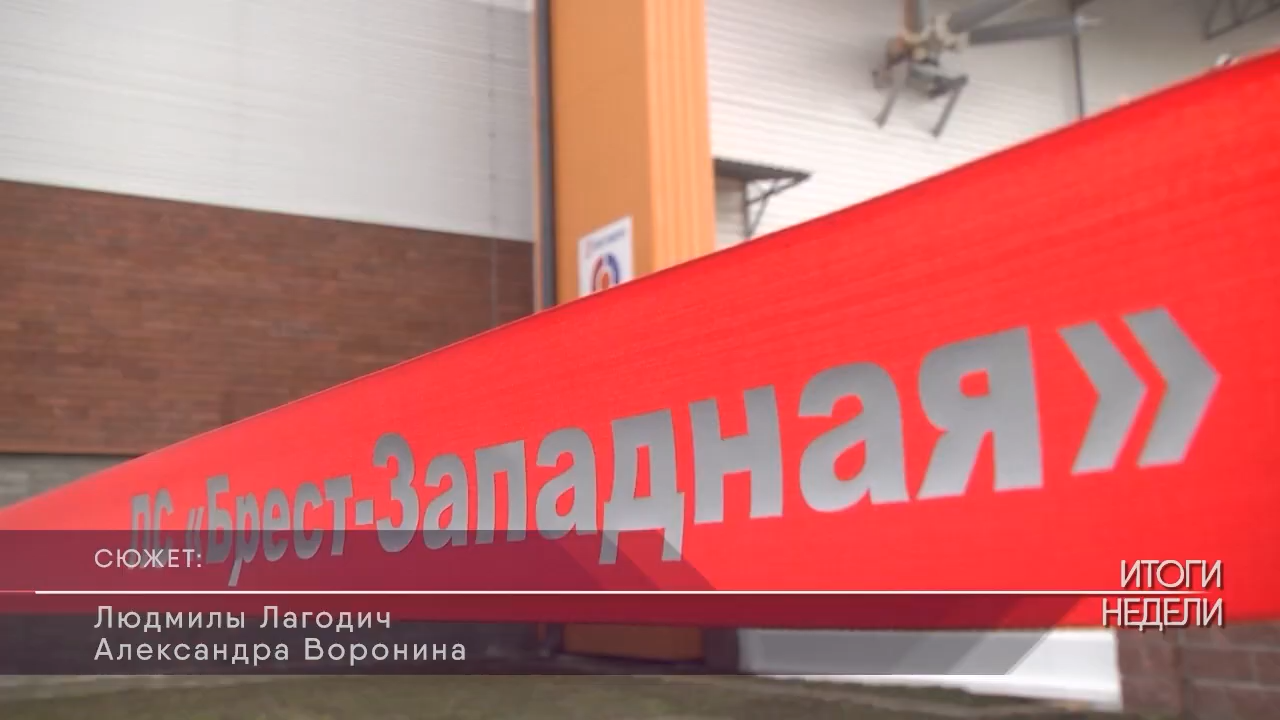 ПС «Брест-Западная»
СЮЖЕТ:
Людмилы Лагодич
Александра Воронина
ИТОГИ
НЕДЕЛИ